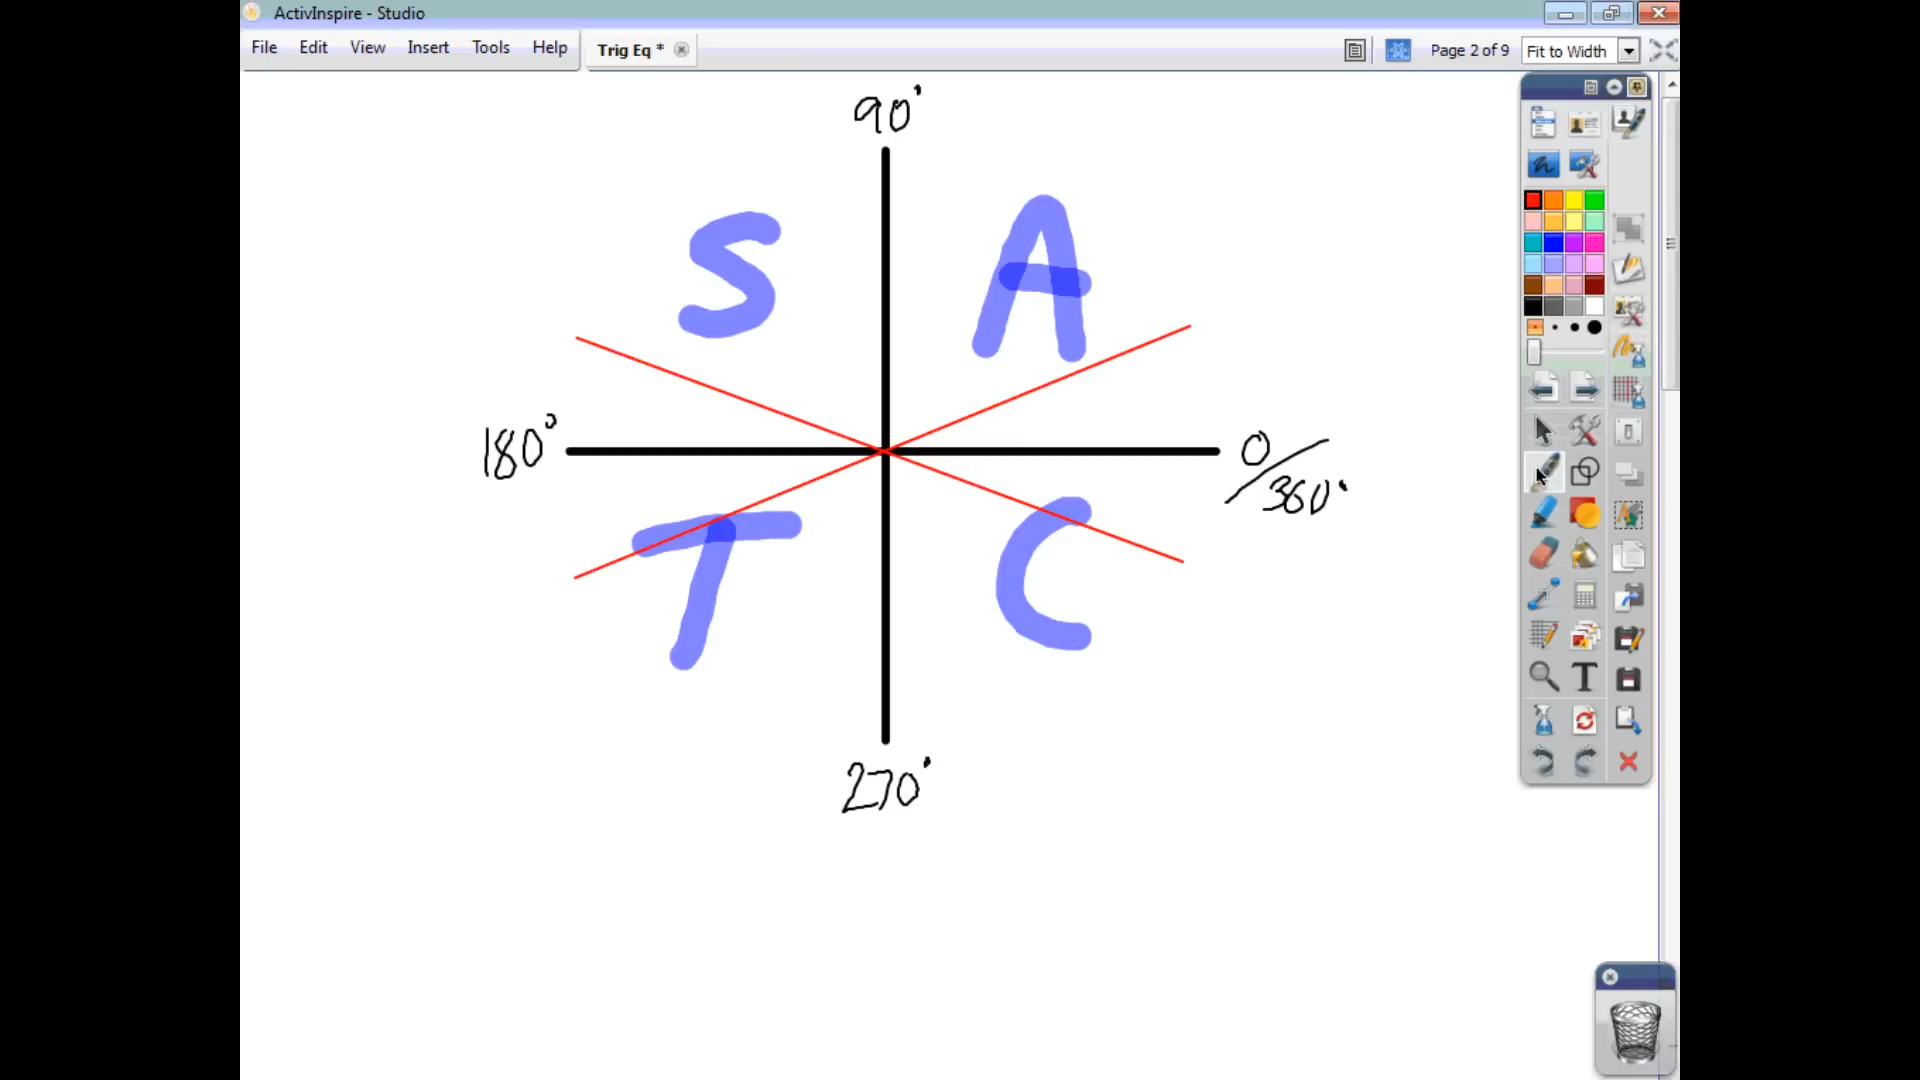 ActivInspire - Studio
File Edit View Insert Tools Help
Trig Eq *
Page 2 of 9
Fit to Width
90°
S A
180°
0/360°
T C
270°